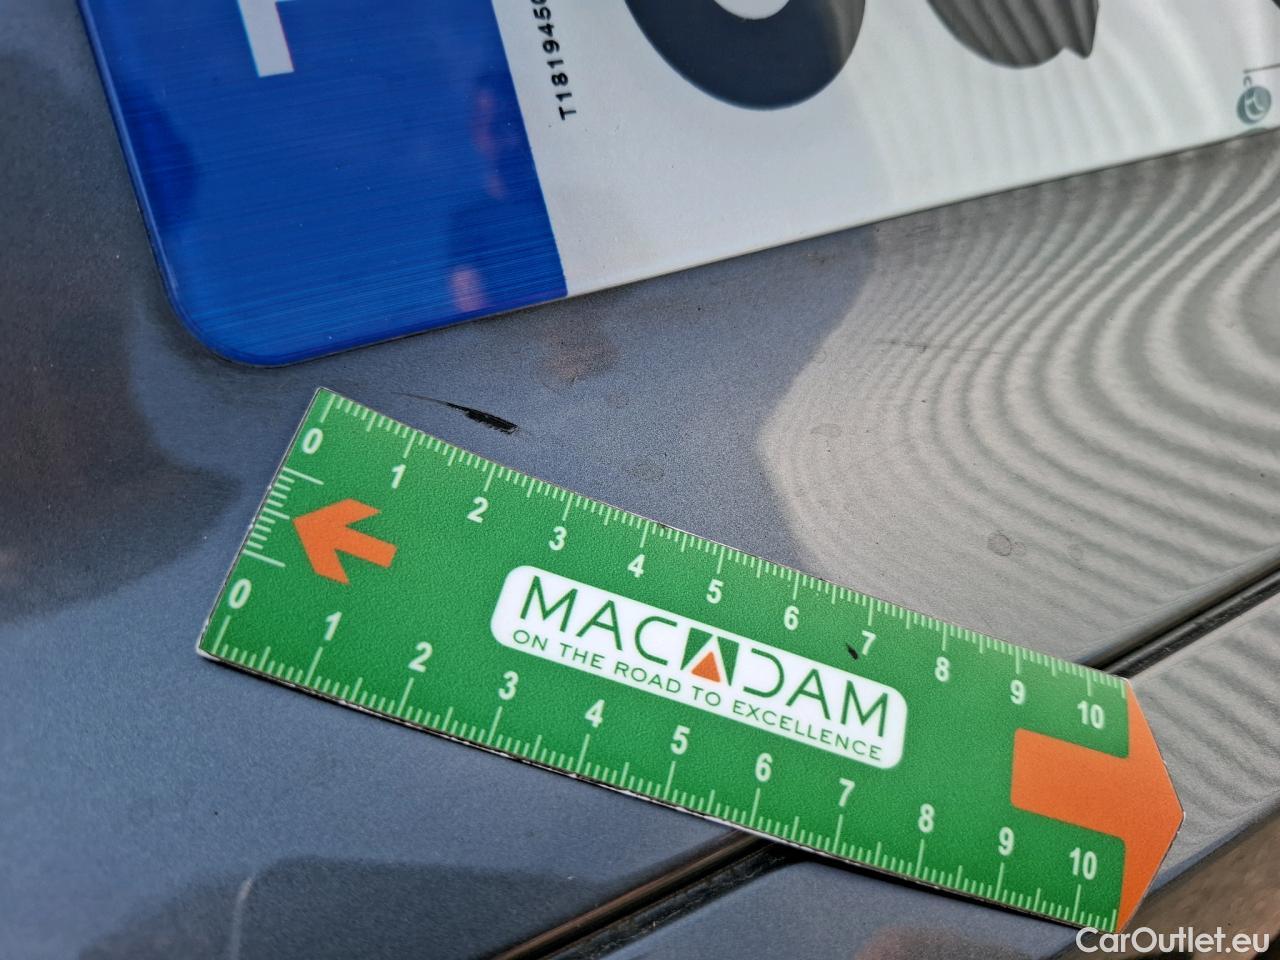 T1819450
0 1 2 3 4 5 6 7 8 9 10
MACADAM
ON THE ROAD TO EXCELLENCE
0 1 2 3 4 5 6 7 8 9 10
CarOutlet.eu